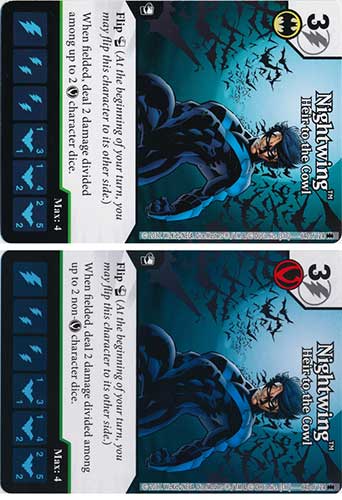 3
Nightwing™
Heir to the Cowl
Flip (At the beginning of your turn, you
may flip this character to its other side.)
When fielded, deal 2 damage divided
among up to 2 character dice.
Max: 4
3
Nightwing™
Heir to the Cowl
Flip (At the beginning of your turn, you
may flip this character to its other side.)
When fielded, deal 2 damage divided among
up to 2 non- character dice.
Max: 4